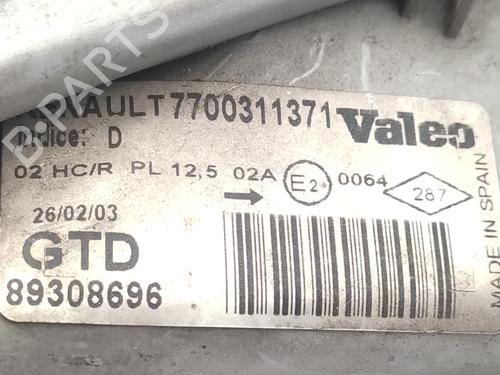 RENAULT 7700311371 Valeo
Indice: D
02 HC/R PL 12,5 02A E2 0064 287
26/02/03
GTD
89308696
MADE IN SPAIN
B-PARTS